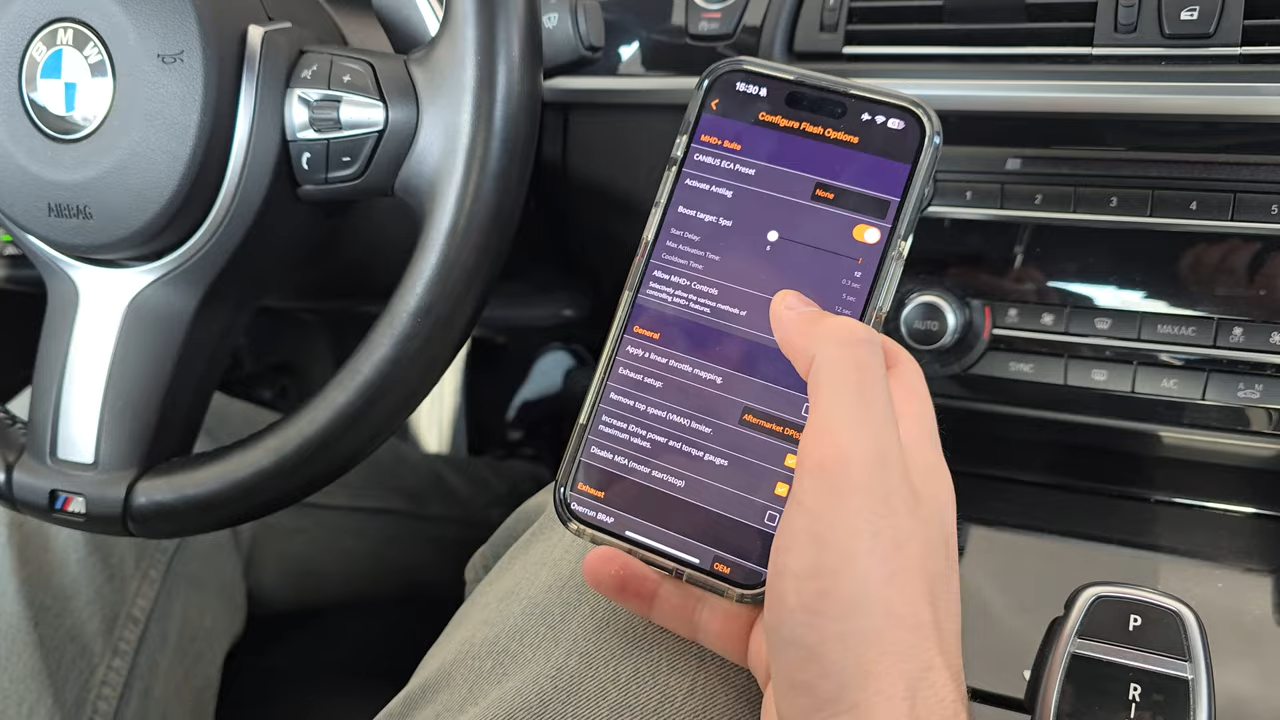 BMW
AIRBAG
M
+
-
15:30
Configure Flash Options
MHD+ Suite
CANBUS ECA Preset
None
Activate Antilag
Boost target: 5psi
5
12
Start Delay:
0.3 sec
Max Activation Time:
5 sec
Cooldown Time:
12 sec
Allow MHD+ Controls
Selectively allow the various methods of
controlling MHD+ features.
General
Apply a linear throttle mapping.
Exhaust setup:
Aftermarket DP(s
Remove top speed (VMAX) limiter.
Increase iDrive power and torque gauges
maximum values.
Disable MSA (motor start/stop)
Exhaust
Overrun BRAP
OEM
1 2 3 4 5
AUTO
MAX A/C
OFF
SYNC
A/C
A M
P
R